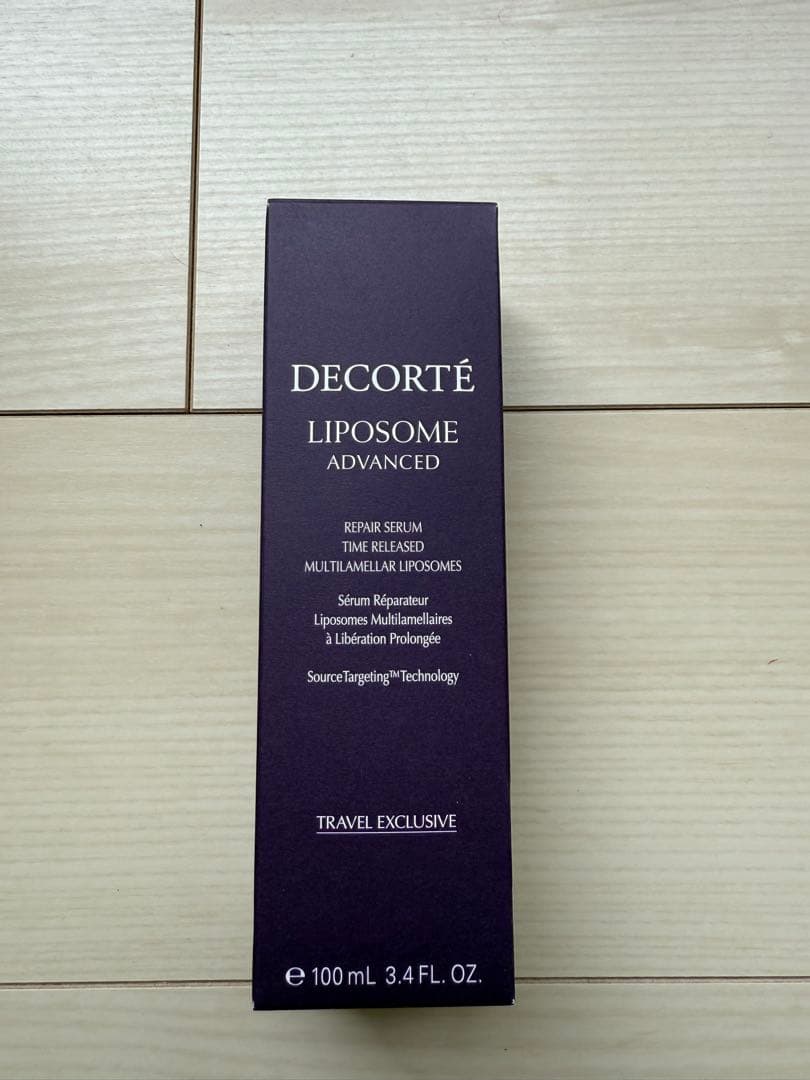 DECORTÉ
LIPOSOME
ADVANCED
REPAIR SERUM
TIME RELEASED
MULTILAMELLAR LIPOSOMES
Sérum Réparateur
Liposomes Multilamellaires
à Libération Prolongée
SourceTargeting™Technology
TRAVEL EXCLUSIVE
℮ 100 mL 3.4 FL. OZ.